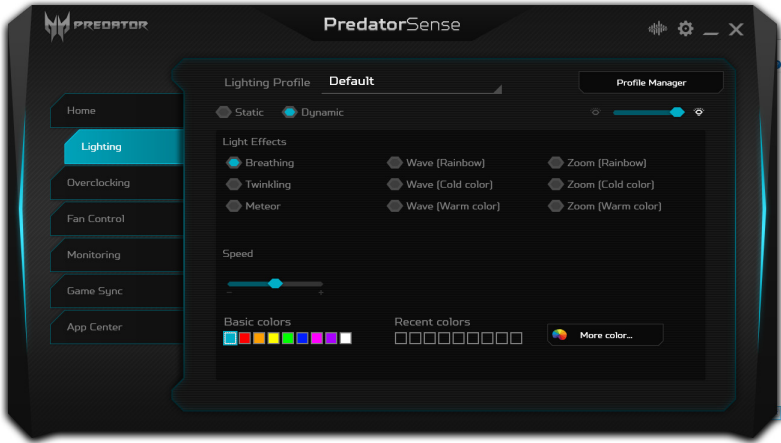 PREDATOR
PredatorSense
Lighting Profile Default
Profile Manager
Home
Lighting
Overclocking
Fan Control
Monitoring
Game Sync
App Center
Static Dynamic
Light Effects
Breathing Wave (Rainbow) Zoom (Rainbow)
Twinkling Wave (Cold color) Zoom (Cold color)
Meteor Wave (Warm color) Zoom (Warm color)
Speed
- +
Basic colors Recent colors
More color...